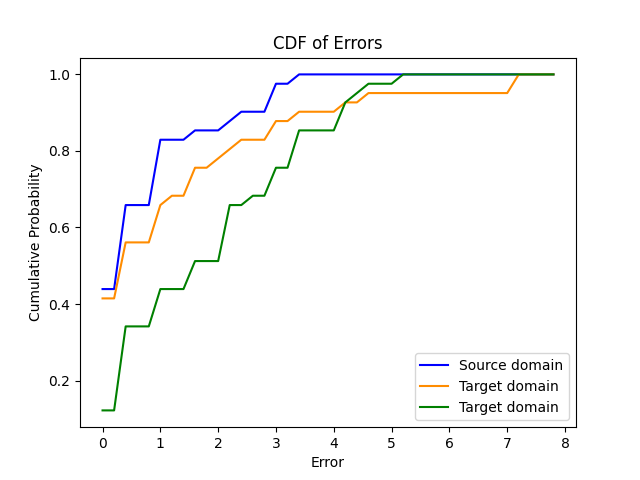 CDF of Errors
Cumulative Probability
1.0
0.8
0.6
0.4
0.2
0 1 2 3 4 5 6 7 8
Error
Source domain
Target domain
Target domain